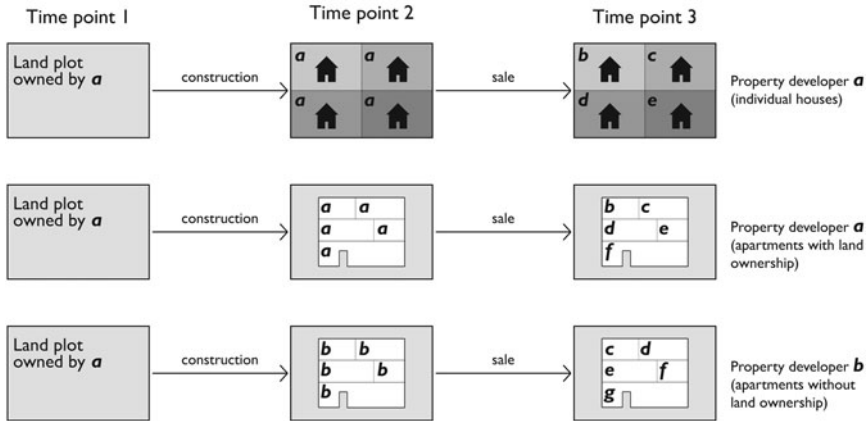 Time point 1
Time point 2
Time point 3
Land plot
owned by a
construction
a a
a a
sale
b c
d e
Property developer a
(individual houses)
Land plot
owned by a
construction
a a
a a
a
sale
b c
d e
f
Property developer a
(apartments with land
ownership)
Land plot
owned by a
construction
b b
b b
b
sale
c d
e f
g
Property developer b
(apartments without
land ownership)